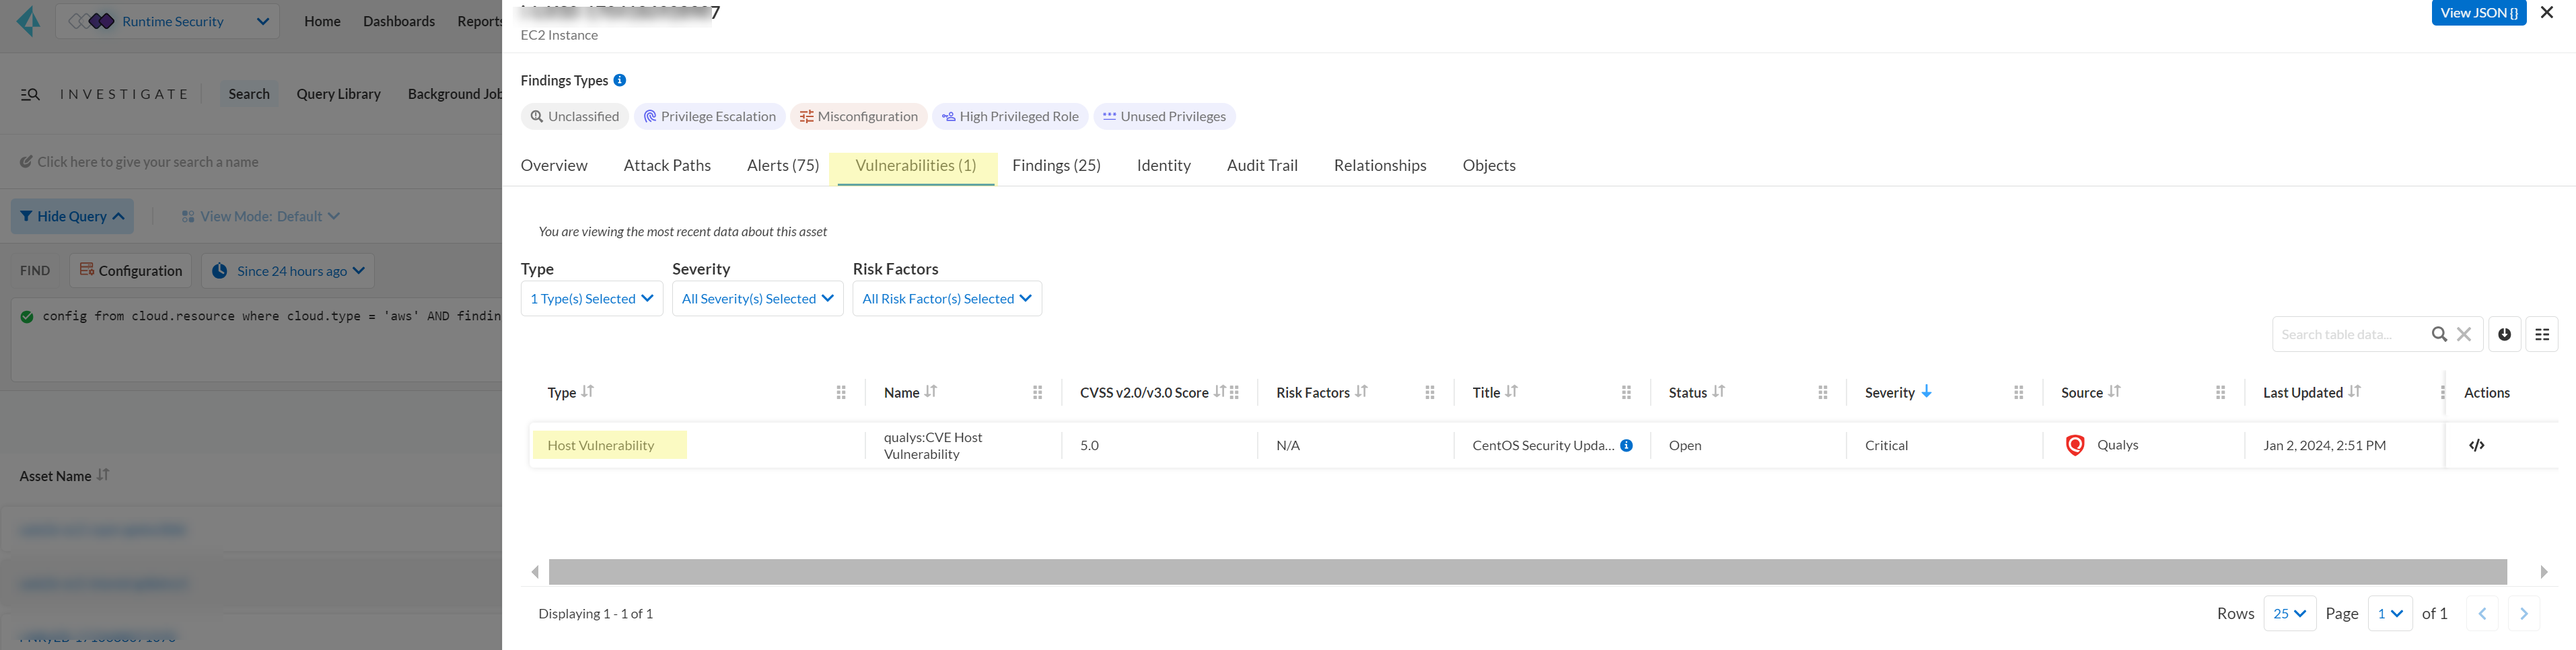 Runtime Security
Home
Dashboards
Reports
INVESTIGATE
Search
Query Library
Background Job
Click here to give your search a name
Hide Query
View Mode: Default
FIND
Configuration
Since 24 hours ago
config from cloud.resource where cloud.type = 'aws' AND findin
Asset Name
View JSON {}
EC2 Instance
Findings Types
Unclassified
Privilege Escalation
Misconfiguration
High Privileged Role
Unused Privileges
Overview
Attack Paths
Alerts (75)
Vulnerabilities (1)
Findings (25)
Identity
Audit Trail
Relationships
Objects
You are viewing the most recent data about this asset
Type
Severity
Risk Factors
1 Type(s) Selected
All Severity(s) Selected
All Risk Factor(s) Selected
Search table data...
Type
Name
CVSS v2.0/v3.0 Score
Risk Factors
Title
Status
Severity
Source
Last Updated
Actions
Host Vulnerability
qualys:CVE Host
Vulnerability
5.0
N/A
CentOS Security Upda...
Open
Critical
Qualys
Jan 2, 2024, 2:51 PM
Displaying 1 - 1 of 1
Rows
25
Page
1
of 1